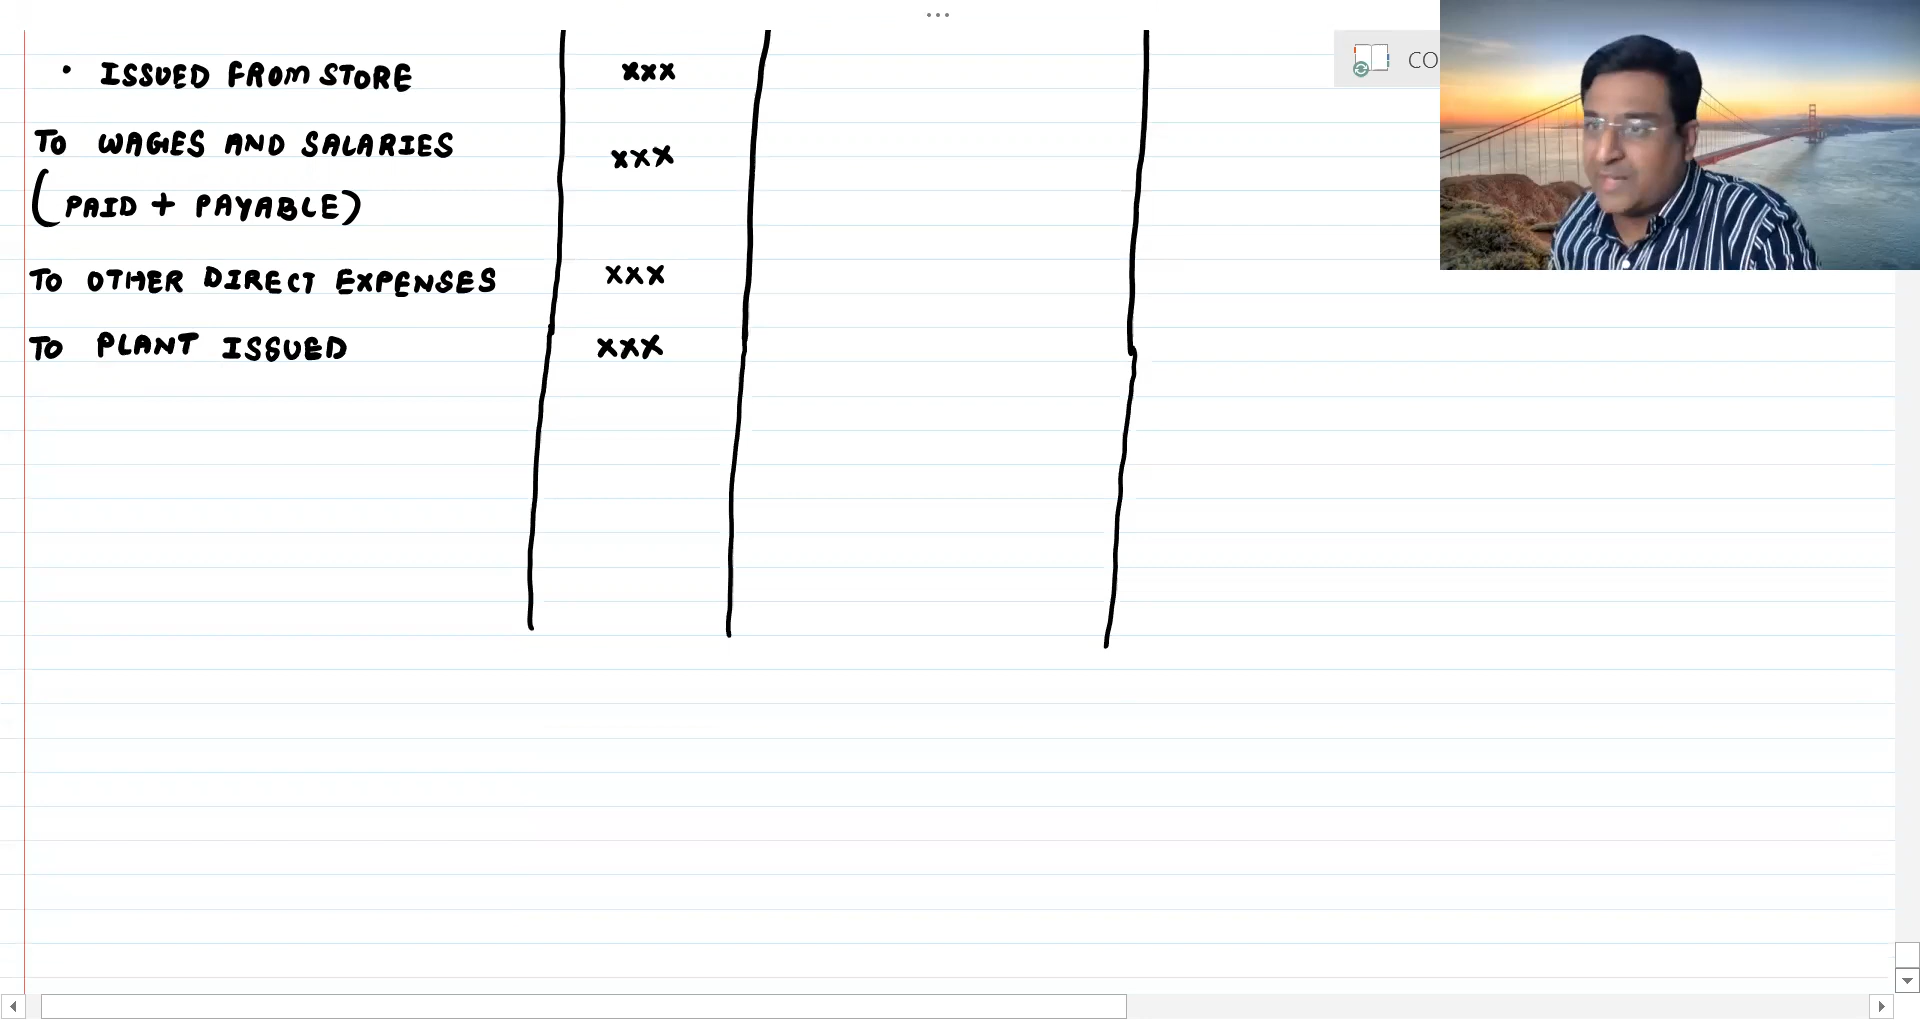 ...
CO
• ISSUED FROM STORE xxx
TO WAGES AND SALARIES xxx
(PAID + PAYABLE)
TO OTHER DIRECT EXPENSES xxx
TO PLANT ISSUED xxx